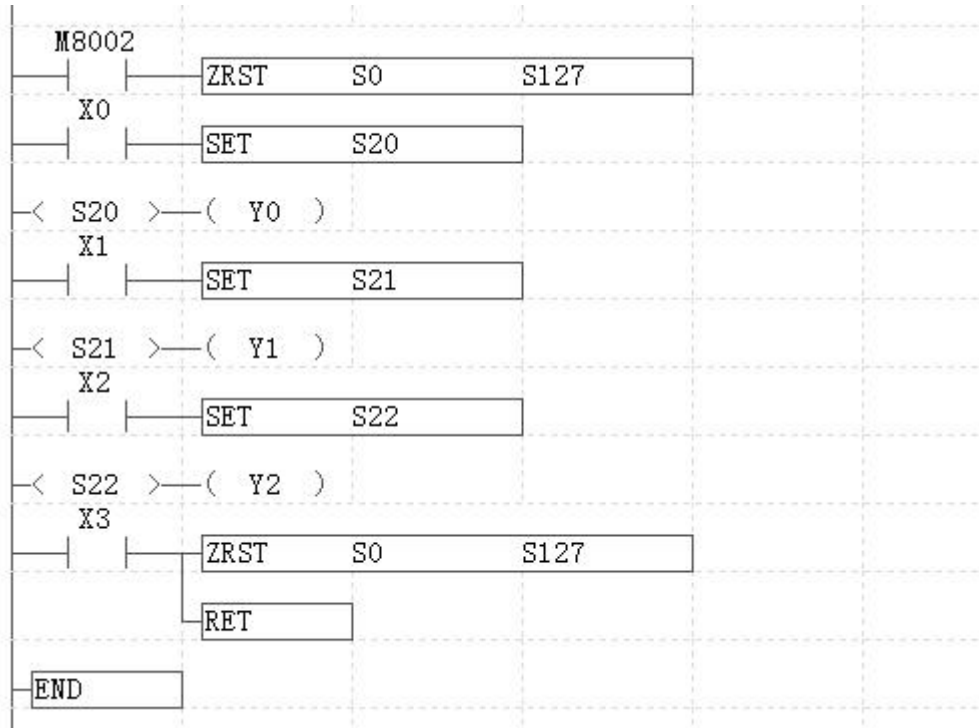 M8002
ZRST S0 S127
X0
SET S20
< S20 >—( Y0 )
X1
SET S21
< S21 >—( Y1 )
X2
SET S22
< S22 >—( Y2 )
X3
ZRST S0 S127
RET
END